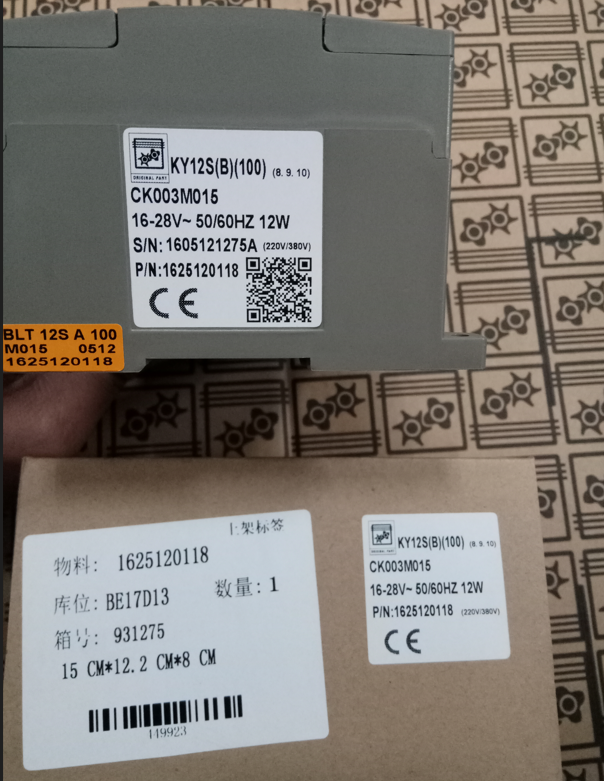 ORIGINAL PART
KY12S(B)(100) (8. 9. 10)
CK003M015
16-28V~ 50/60HZ 12W
S/N: 1605121275A (220V/380V)
P/N:1625120118
CE
BLT 12S A 100
M015 0512
1625120118
上架标签
物料: 1625120118
库位: BE17D13 数量: 1
箱号: 931275
15 CM*12.2 CM*8 CM
449923
KY12S(B)(100) (8. 9. 10)
CK003M015
16-28V~ 50/60HZ 12W
P/N:1625120118 (220V/380V)
CE